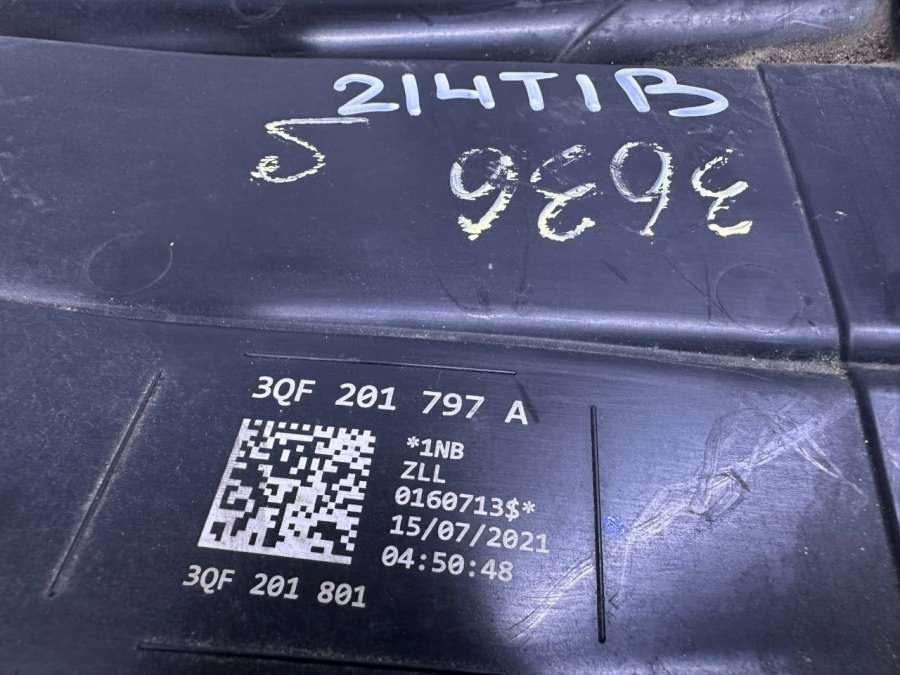 214T1B
5
3636
3QF 201 797 A
*1NB
ZLL
0160713$*
15/07/2021
04:50:48
3QF 201 801